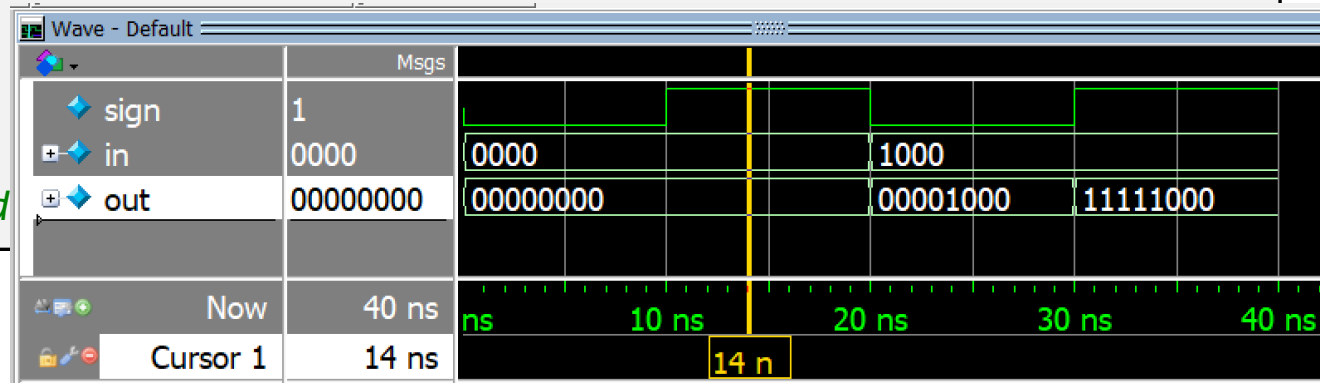 Wave - Default
Msgs
sign 1
in 0000 0000 1000
d
out 00000000 00000000 00001000 11111000
Now 40 ns ns 10 ns 20 ns 30 ns 40 ns
Cursor 1 14 ns 14 n